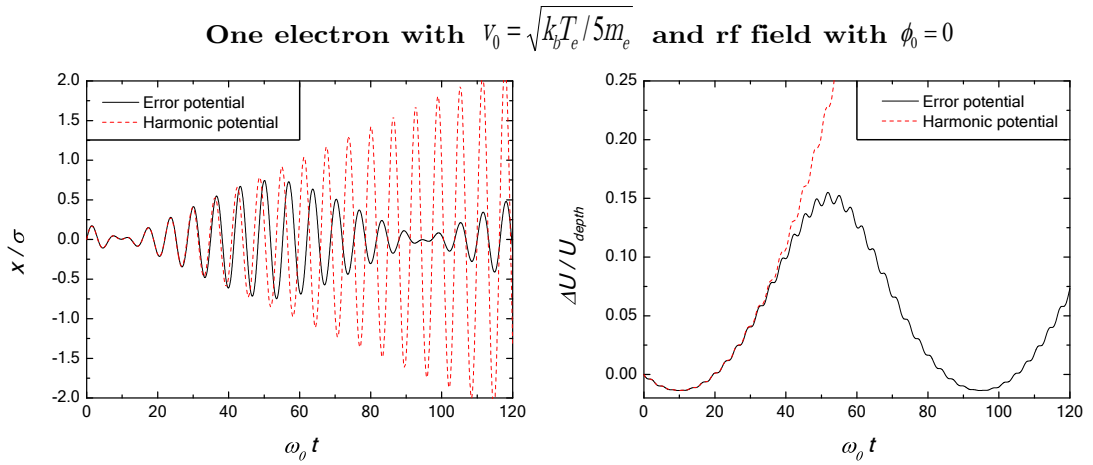 One electron with v₀ = √(k_bT_e/5m_e) and rf field with ϕ₀ = 0
Error potential
Harmonic potential
2.0
1.5
1.0
0.5
0.0
-0.5
-1.0
-1.5
-2.0
x/σ
0 20 40 60 80 100 120
ω₀ t
Error potential
Harmonic potential
0.25
0.20
0.15
0.10
0.05
0.00
ΔU/U_depth
0 20 40 60 80 100 120
ω₀ t